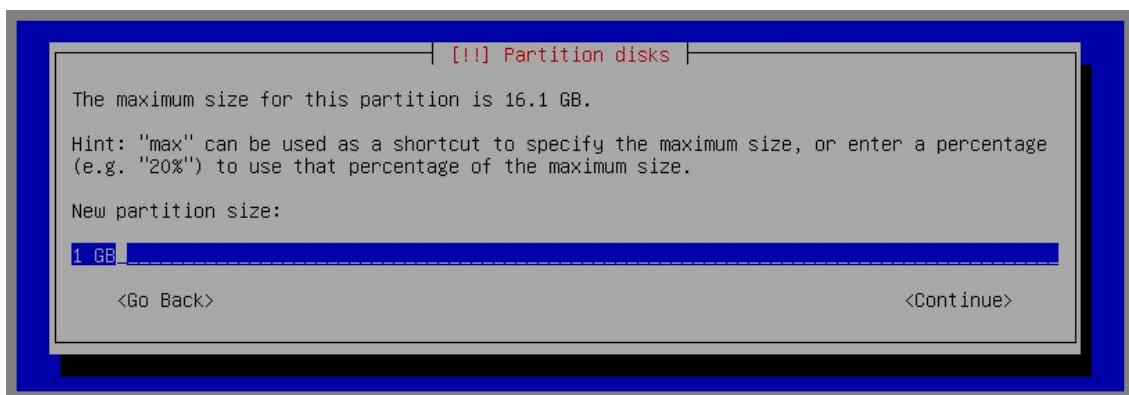 [!!] Partition disks
The maximum size for this partition is 16.1 GB.
Hint: "max" can be used as a shortcut to specify the maximum size, or enter a percentage
(e.g. "20%") to use that percentage of the maximum size.
New partition size:
1 GB
<Go Back> <Continue>